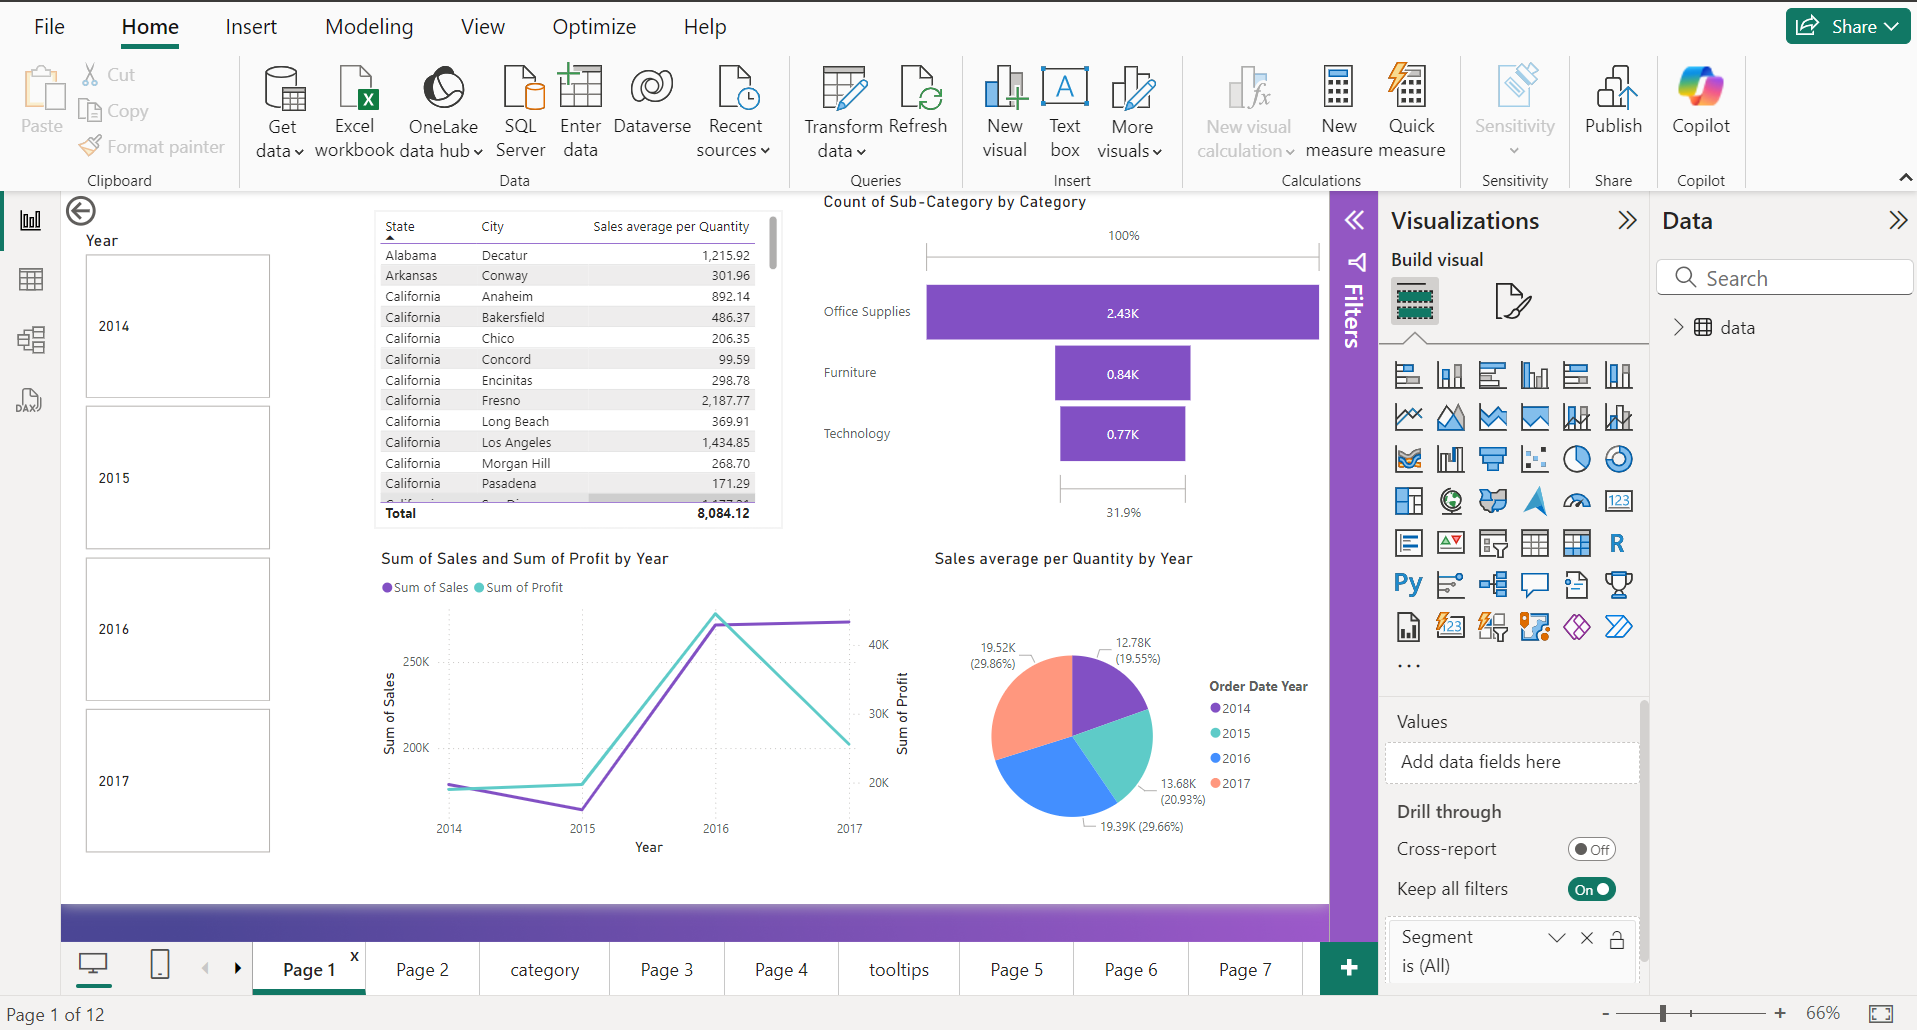 File Home Insert Modeling View Optimize Help Share
Paste
Cut
Copy
Format painter
Clipboard
Get data
Excel workbook
OneLake data hub
SQL Server
Enter data
Dataverse
Recent sources
Data
Transform data
Refresh
Queries
New visual
Text box
More visuals
Insert
New visual calculation
New measure
Quick measure
Calculations
Sensitivity
Sensitivity
Publish
Share
Copilot
Copilot
DAX
Year
2014
2015
2016
2017
State City Sales average per Quantity
Alabama Decatur 1,215.92
Arkansas Conway 301.96
California Anaheim 892.14
California Bakersfield 486.37
California Chico 206.35
California Concord 99.59
California Encinitas 298.78
California Fresno 2,187.77
California Long Beach 369.91
California Los Angeles 1,434.85
California Morgan Hill 268.70
California Pasadena 171.29
Total 8,084.12
Count of Sub-Category by Category
100%
Office Supplies 2.43K
Furniture 0.84K
Technology 0.77K
31.9%
Sum of Sales and Sum of Profit by Year
Sum of Sales Sum of Profit
Sum of Sales
250K
200K
40K
30K
20K
Sum of Profit
2014 2015 2016 2017
Year
Sales average per Quantity by Year
19.52K
(29.86%)
12.78K
(19.55%)
13.68K
(20.93%)
19.39K (29.66%)
Order Date Year
2014
2015
2016
2017
Filters
Visualizations
Build visual
123
R
Py
123
...
Values
Add data fields here
Drill through
Cross-report Off
Keep all filters On
Segment
is (All)
Data
Search
data
Page 1 x
Page 2
category
Page 3
Page 4
tooltips
Page 5
Page 6
Page 7
+
Page 1 of 12
- + 66%